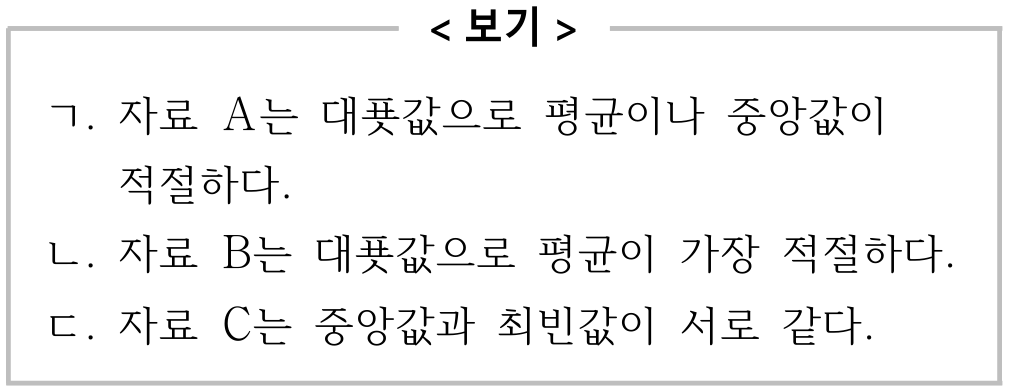 < 보기 >
ㄱ. 자료 A는 대푯값으로 평균이나 중앙값이
적절하다.
ㄴ. 자료 B는 대푯값으로 평균이 가장 적절하다.
ㄷ. 자료 C는 중앙값과 최빈값이 서로 같다.